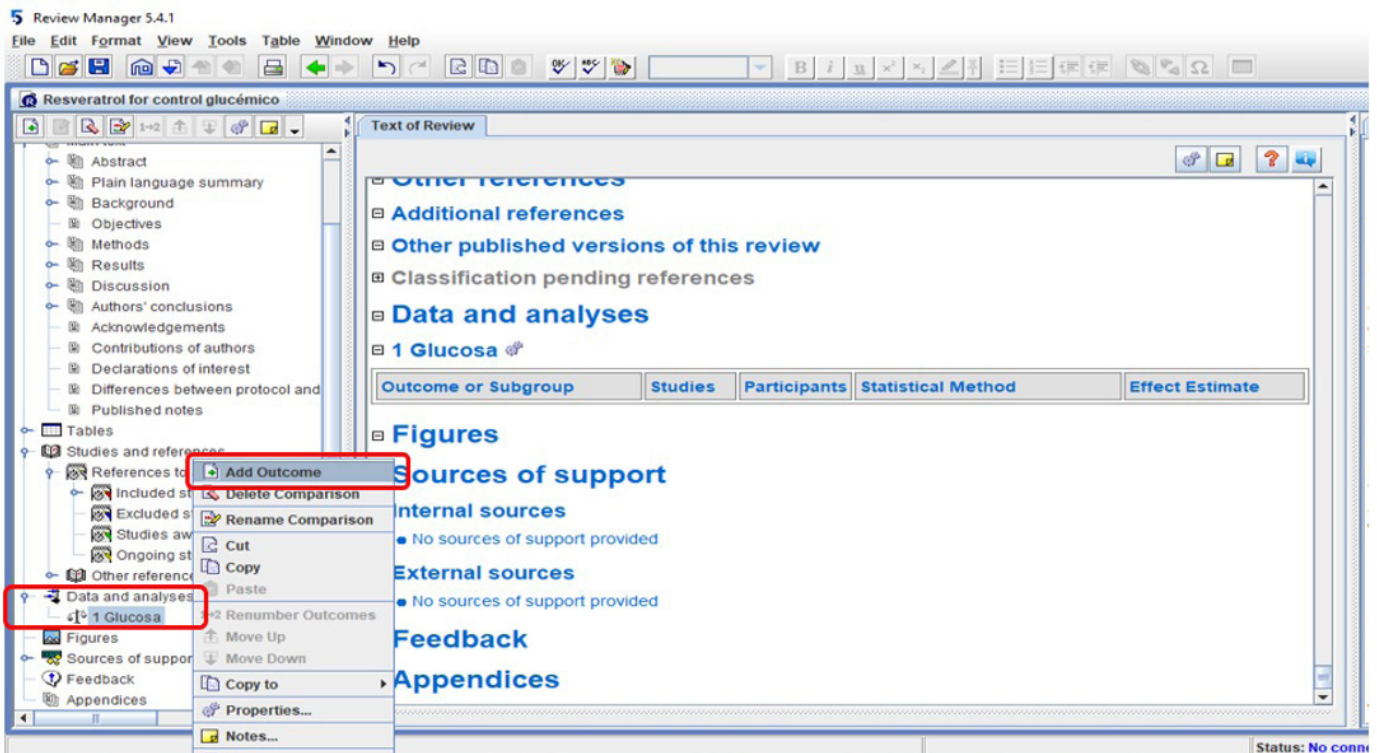 5 Review Manager 5.4.1
File Edit Format View Tools Table Window Help
Resveratrol for control glucémico
Text of Review
Main text
Abstract
Plain language summary
Background
Objectives
Methods
Results
Discussion
Authors' conclusions
Acknowledgements
Contributions of authors
Declarations of interest
Differences between protocol and
Published notes
Tables
Studies and references
References to
Included st
Excluded s
Studies aw
Ongoing st
Other reference
Data and analyses
1 Glucosa
Figures
Sources of suppor
Feedback
Appendices
Add Outcome
Delete Comparison
Rename Comparison
Cut
Copy
Paste
1→2 Renumber Outcomes
Move Up
Move Down
Copy to
Properties...
Notes...
Other references
Additional references
Other published versions of this review
Classification pending references
Data and analyses
1 Glucosa
Outcome or Subgroup Studies Participants Statistical Method Effect Estimate
Figures
Sources of support
Internal sources
No sources of support provided
External sources
No sources of support provided
Feedback
Appendices
Status: No conn